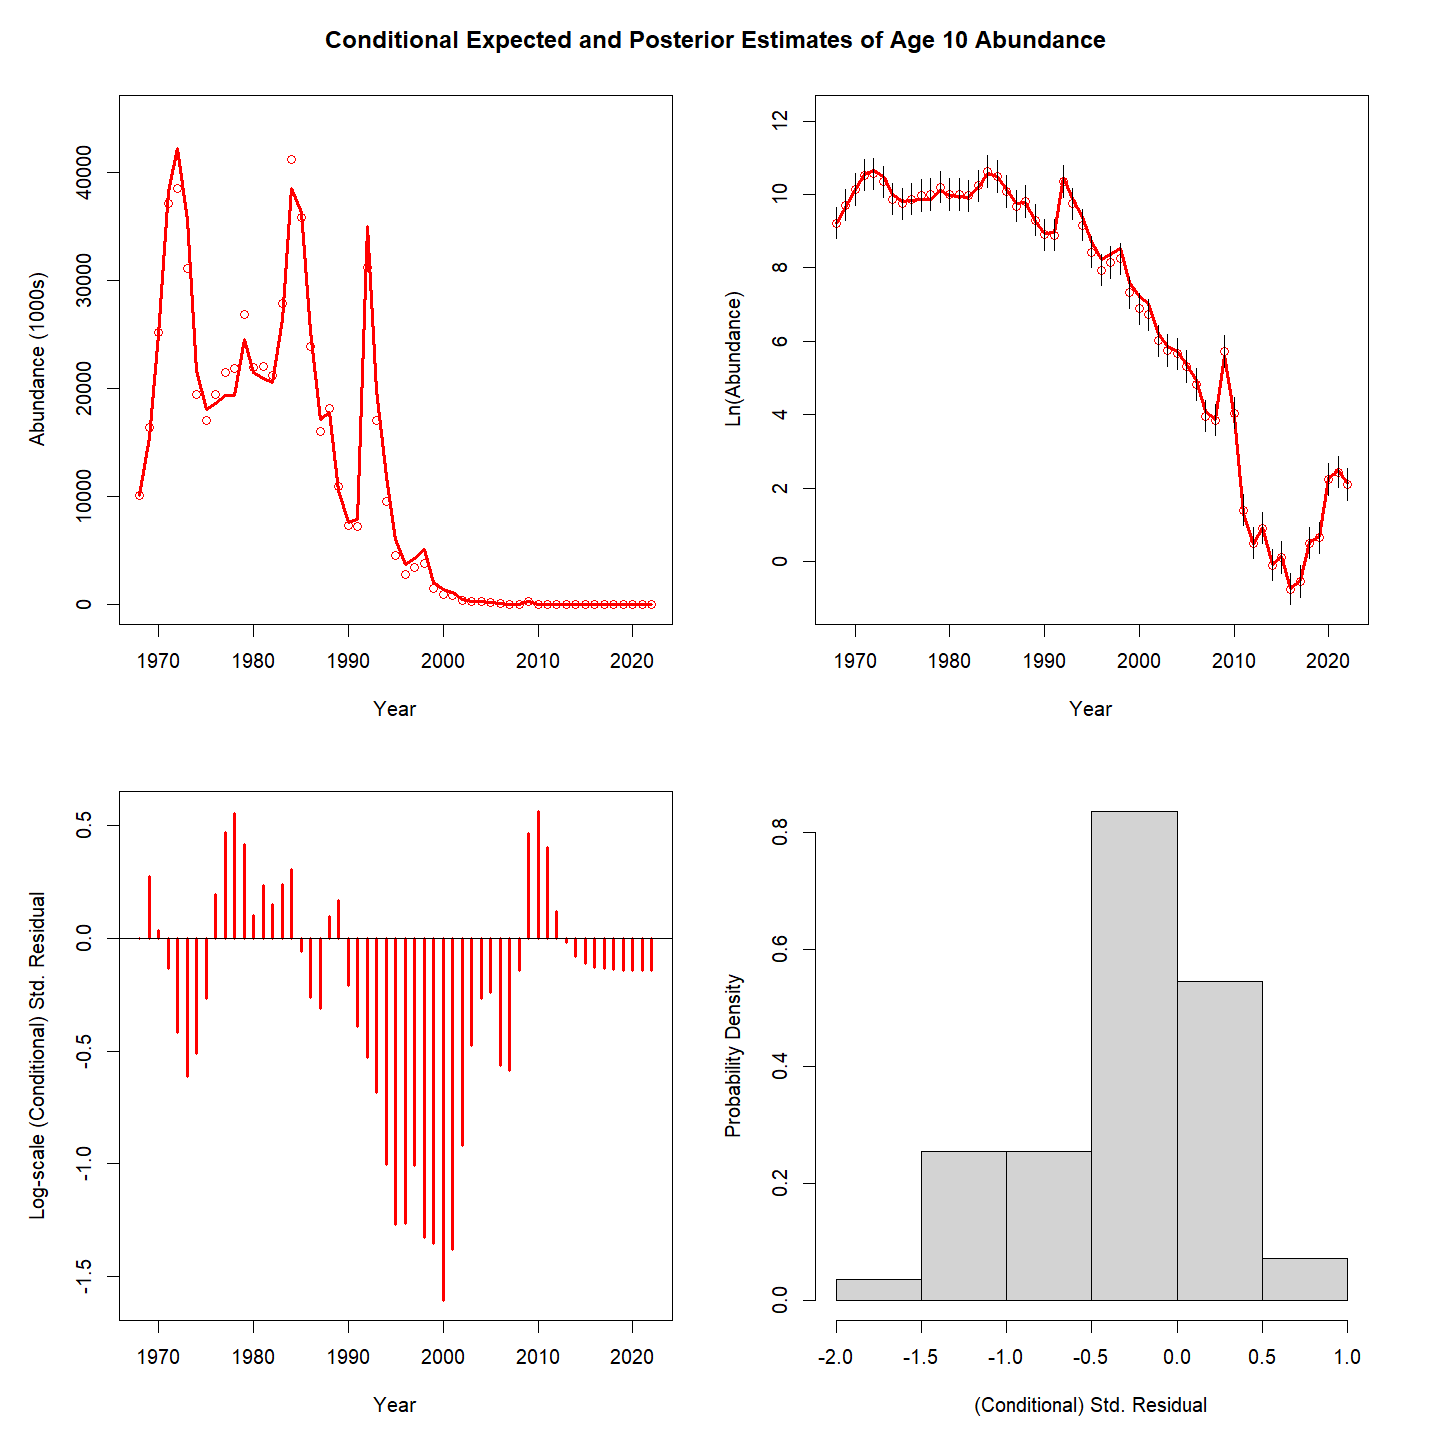 Conditional Expected and Posterior Estimates of Age 10 Abundance
Abundance (1000s)
40000
30000
20000
10000
0
1970 1980 1990 2000 2010 2020
Year
Ln(Abundance)
12
10
8
6
4
2
0
1970 1980 1990 2000 2010 2020
Year
Log-scale (Conditional) Std. Residual
0.5
0.0
-0.5
-1.0
-1.5
1970 1980 1990 2000 2010 2020
Year
Probability Density
0.8
0.6
0.4
0.2
0.0
-2.0 -1.5 -1.0 -0.5 0.0 0.5 1.0
(Conditional) Std. Residual